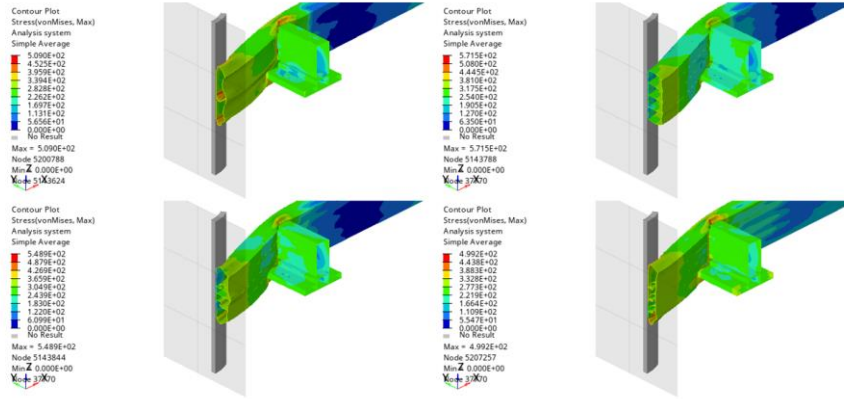 Contour Plot
Stress(vonMises, Max)
Analysis system
Simple Average
5.090E+02
4.525E+02
3.959E+02
3.394E+02
2.828E+02
2.262E+02
1.697E+02
1.131E+02
5.656E+01
0.000E+00
No Result
Max = 5.090E+02
Node 5200788
Min 0.000E+00
Z
Y X
Contour Plot
Stress(vonMises, Max)
Analysis system
Simple Average
5.715E+02
5.080E+02
4.445E+02
3.810E+02
3.175E+02
2.540E+02
1.905E+02
1.270E+02
6.350E+01
0.000E+00
No Result
Max = 5.715E+02
Node 5143788
Min 0.000E+00
Z
Y X
Contour Plot
Stress(vonMises, Max)
Analysis system
Simple Average
5.489E+02
4.879E+02
4.269E+02
3.659E+02
3.049E+02
2.439E+02
1.830E+02
1.220E+02
6.099E+01
0.000E+00
No Result
Max = 5.489E+02
Node 5143844
Min 0.000E+00
Z
Y X
Contour Plot
Stress(vonMises, Max)
Analysis system
Simple Average
4.992E+02
4.438E+02
3.883E+02
3.328E+02
2.773E+02
2.219E+02
1.664E+02
1.109E+02
5.547E+01
0.000E+00
No Result
Max = 4.992E+02
Node 5207257
Min 0.000E+00
Z
Y X